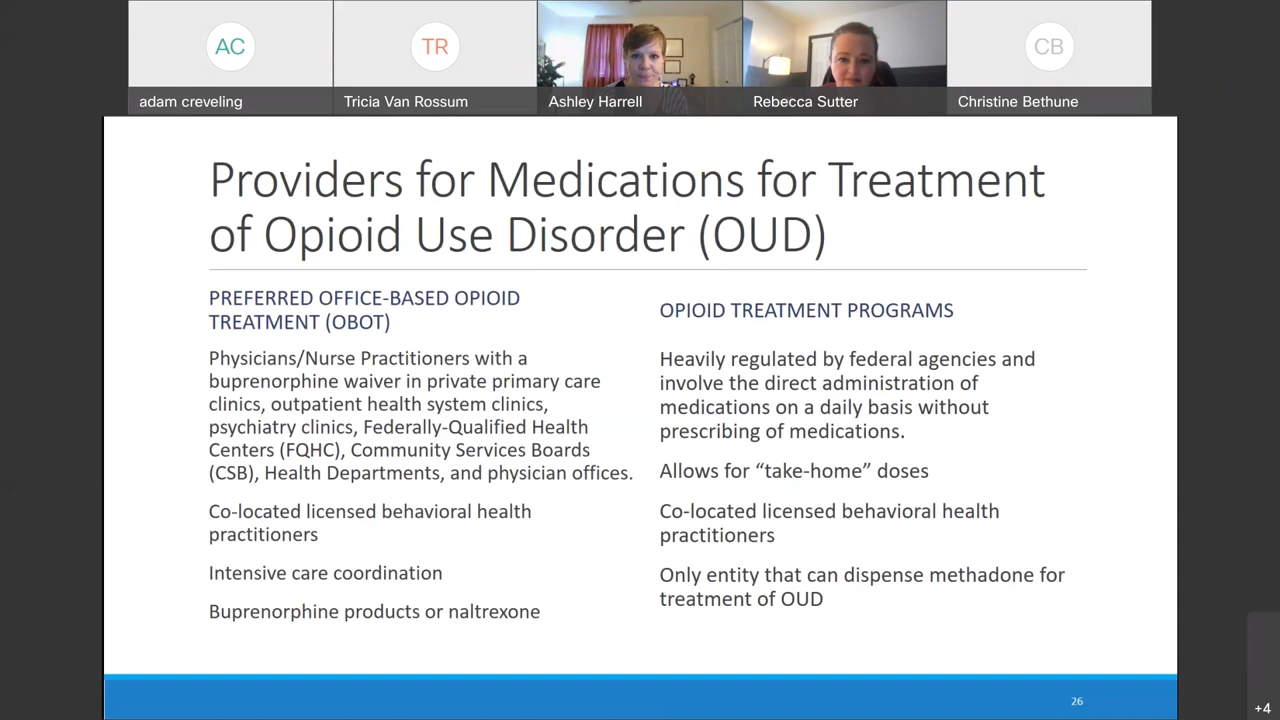 AC
TR
CB
adam creveling
Tricia Van Rossum
Ashley Harrell
Rebecca Sutter
Christine Bethune
Providers for Medications for Treatment
of Opioid Use Disorder (OUD)
PREFERRED OFFICE-BASED OPIOID
TREATMENT (OBOT)
Physicians/Nurse Practitioners with a
buprenorphine waiver in private primary care
clinics, outpatient health system clinics,
psychiatry clinics, Federally-Qualified Health
Centers (FQHC), Community Services Boards
(CSB), Health Departments, and physician offices.
Co-located licensed behavioral health
practitioners
Intensive care coordination
Buprenorphine products or naltrexone
OPIOID TREATMENT PROGRAMS
Heavily regulated by federal agencies and
involve the direct administration of
medications on a daily basis without
prescribing of medications.
Allows for “take-home” doses
Co-located licensed behavioral health
practitioners
Only entity that can dispense methadone for
treatment of OUD
26
+4